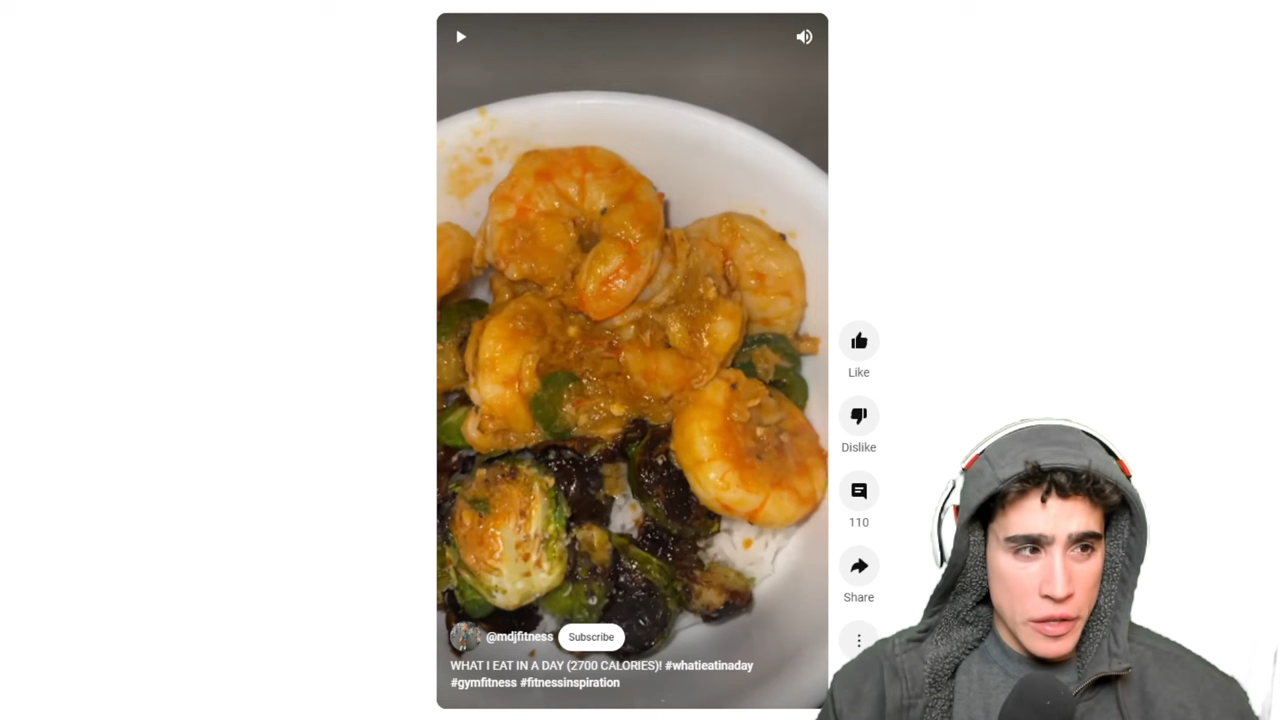 Like
Dislike
110
Share
@mdjfitness Subscribe
WHAT I EAT IN A DAY (2700 CALORIES)! #whatieatinaday
#gymfitness #fitnessinspiration